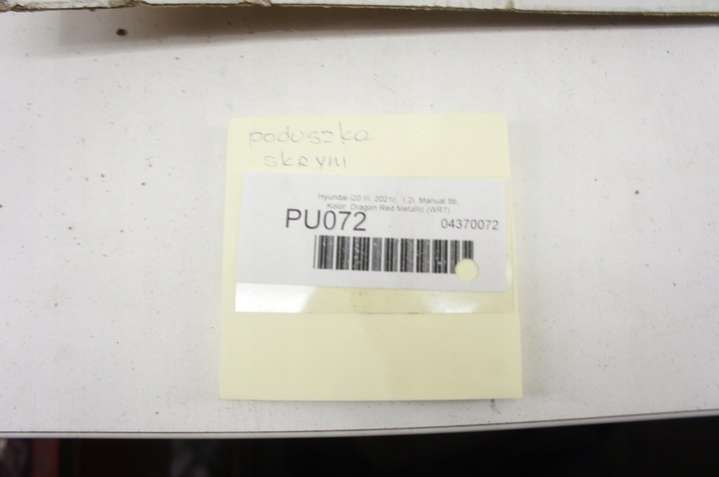 poduszka
skrzyni
Hyundai i20 III, 2021r., 1.2i, Manual 5b,
Kolor: Dragon Red Metallic (WR7)
PU072
04370072